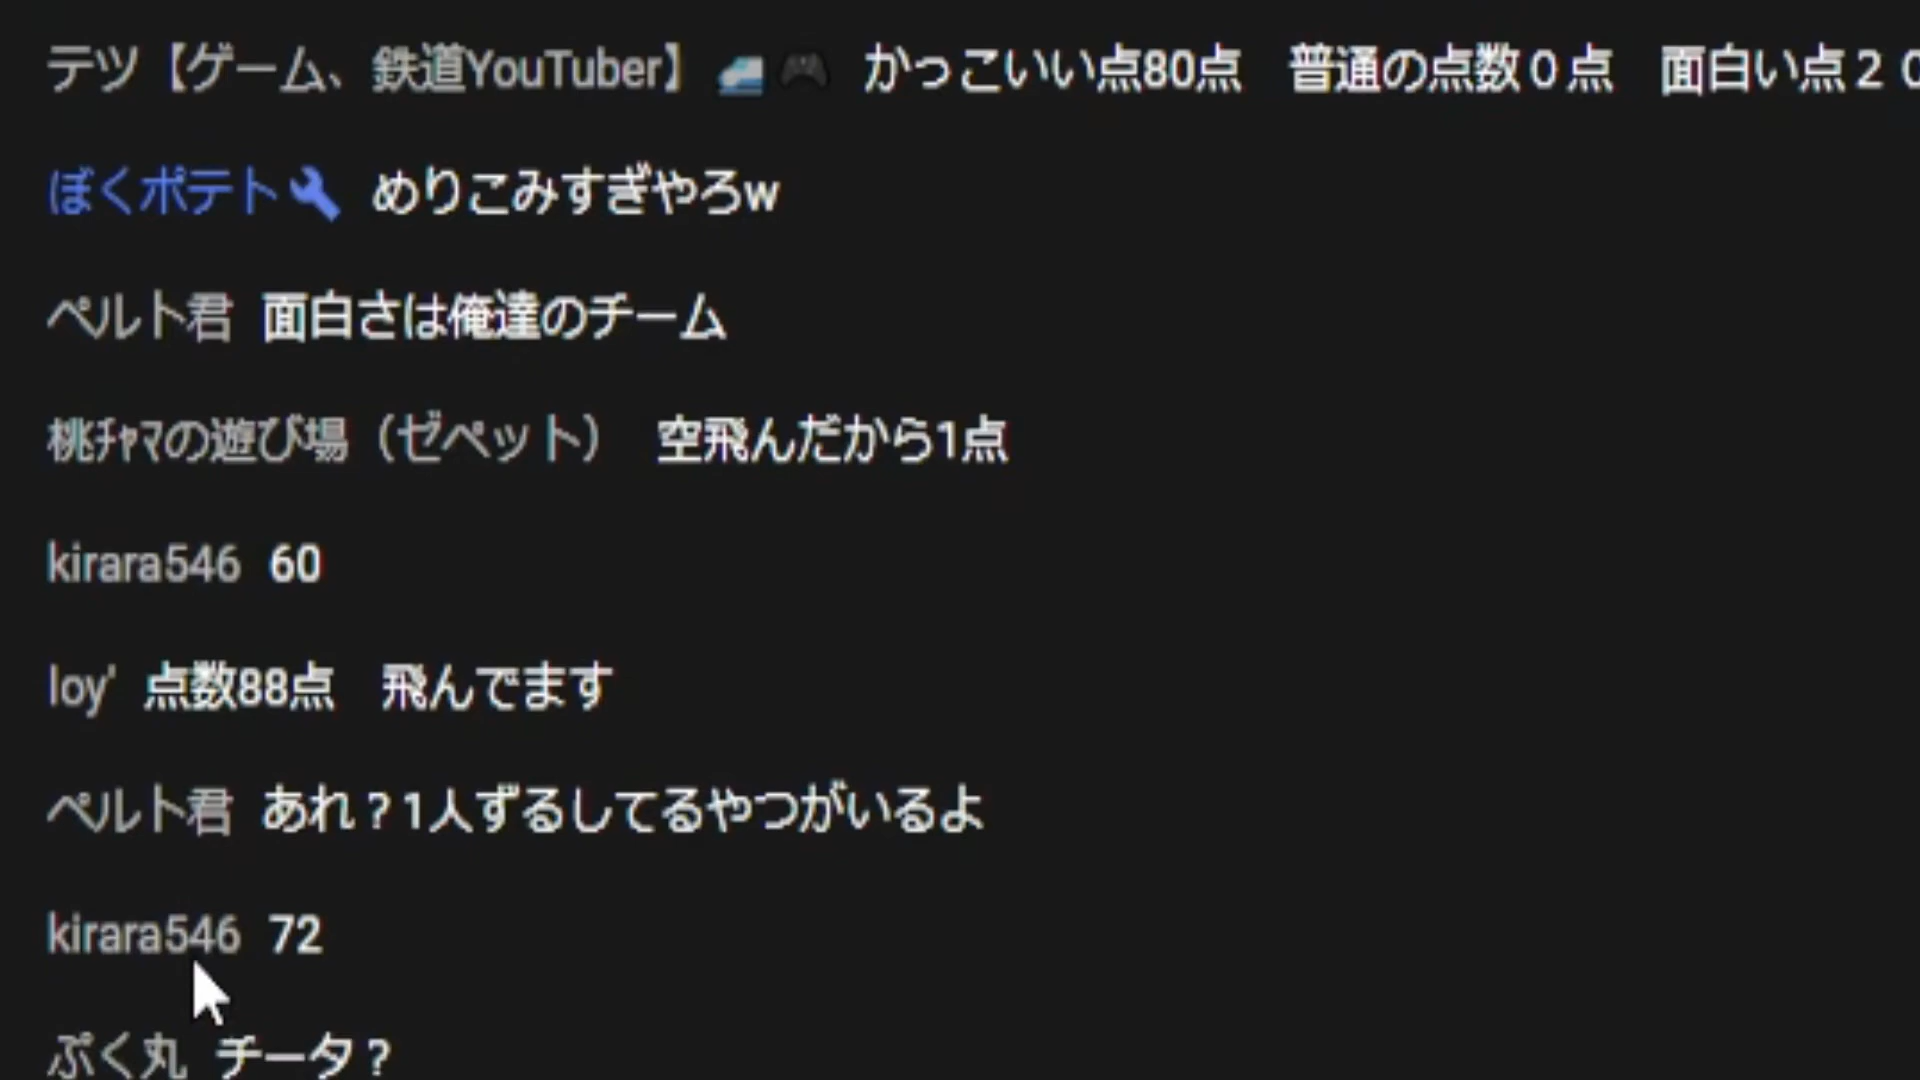 テツ【ゲーム、鉄道YouTuber】🚅🎮 かっこいい点80点　普通の点数０点　面白い点２０
ぼくポテト🔧 めりこみすぎやろw
ペルト君 面白さは俺達のチーム
桃ﾁｬﾏの遊び場（ゼペット） 空飛んだから1点
kirara546 60
loy' 点数88点　飛んでます
ペルト君 あれ？1人ずるしてるやつがいるよ
kirara546 72
ぷく丸 チータ？